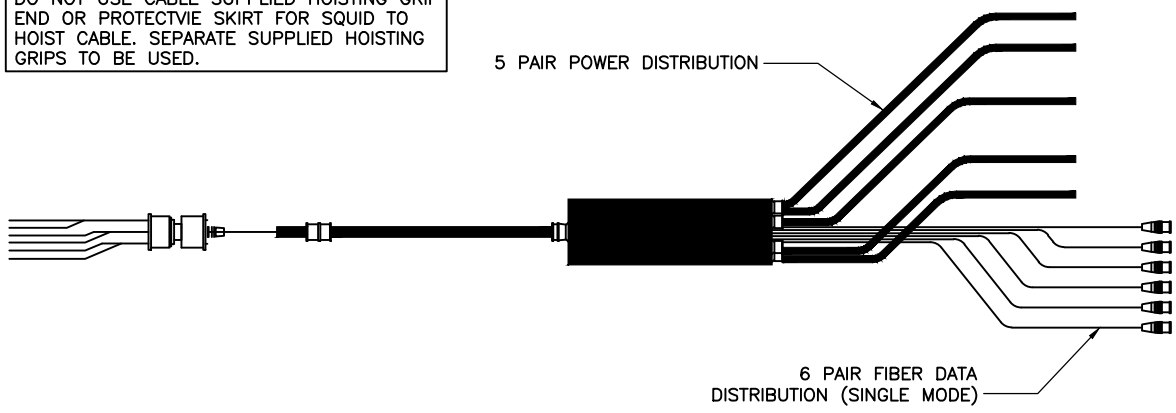 DO NOT USE CABLE SUPPLIED HOISTING GRIP
END OR PROTECTVIE SKIRT FOR SQUID TO
HOIST CABLE. SEPARATE SUPPLIED HOISTING
GRIPS TO BE USED.
5 PAIR POWER DISTRIBUTION
6 PAIR FIBER DATA
DISTRIBUTION (SINGLE MODE)